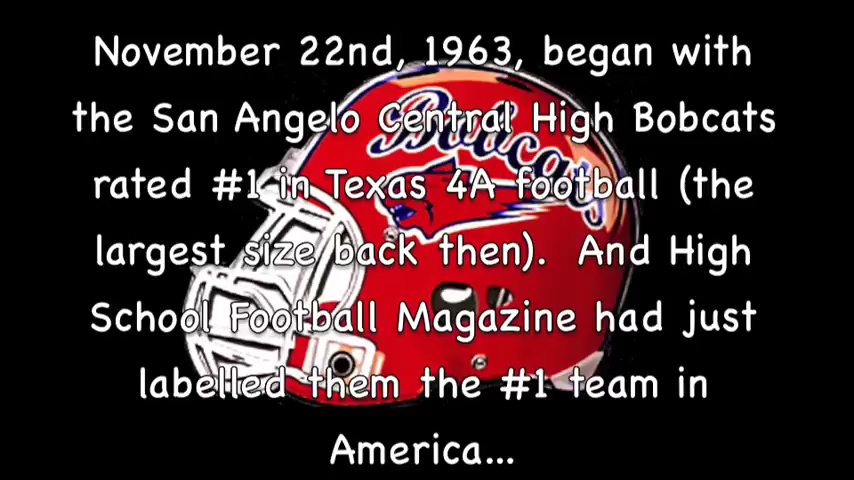 November 22nd, 1963, began with
the San Angelo Central High Bobcats
rated #1 in Texas 4A football (the
largest size back then).  And High
School Football Magazine had just
labelled them the #1 team in
America...
Bobcats